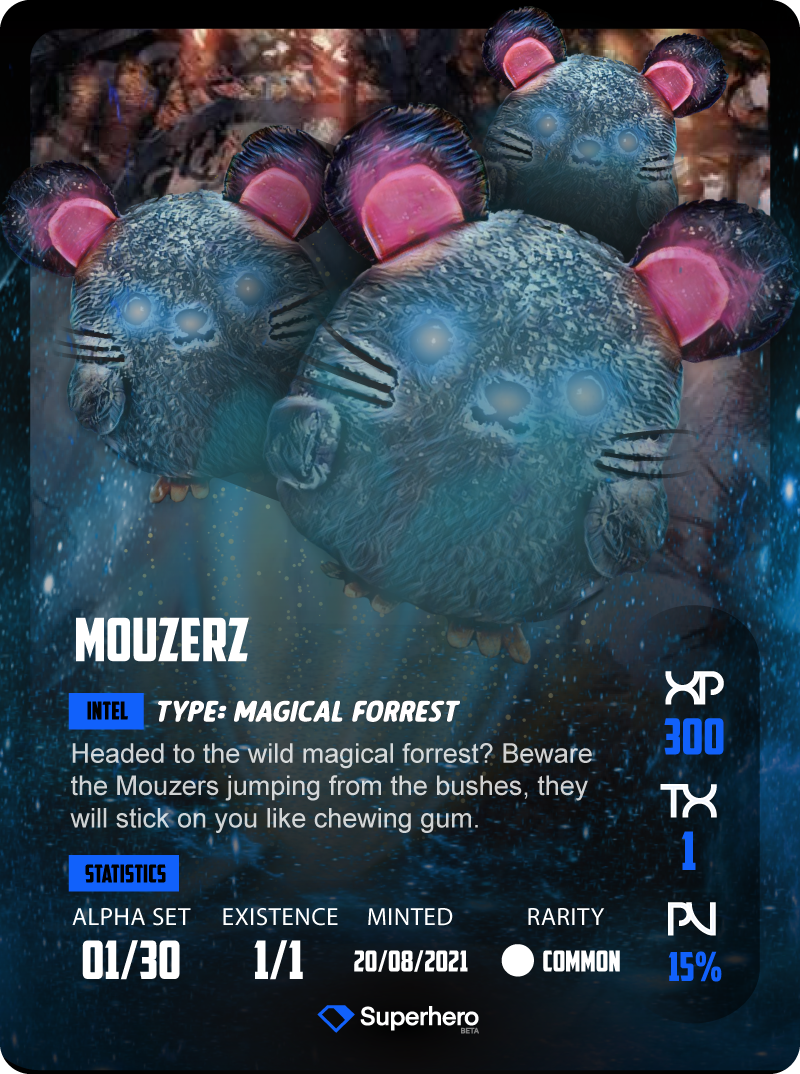 MOUZERZ
INTEL TYPE: MAGICAL FORREST
Headed to the wild magical forrest? Beware
the Mouzers jumping from the bushes, they
will stick on you like chewing gum.
XP
300
TX
1
PV
15%
STATISTICS
ALPHA SET EXISTENCE MINTED RARITY
01/30 1/1 20/08/2021 COMMON
Superhero
BETA